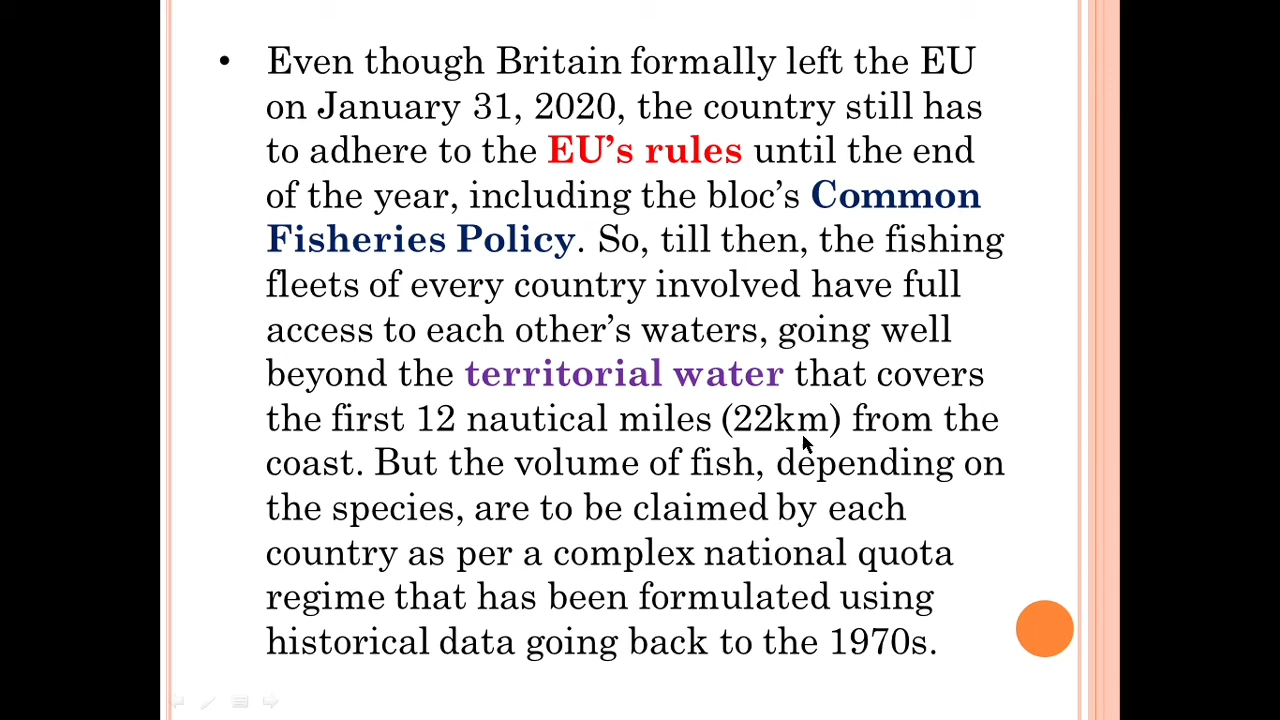 • Even though Britain formally left the EU
on January 31, 2020, the country still has
to adhere to the EU’s rules until the end
of the year, including the bloc’s Common
Fisheries Policy. So, till then, the fishing
fleets of every country involved have full
access to each other’s waters, going well
beyond the territorial water that covers
the first 12 nautical miles (22km) from the
coast. But the volume of fish, depending on
the species, are to be claimed by each
country as per a complex national quota
regime that has been formulated using
historical data going back to the 1970s.